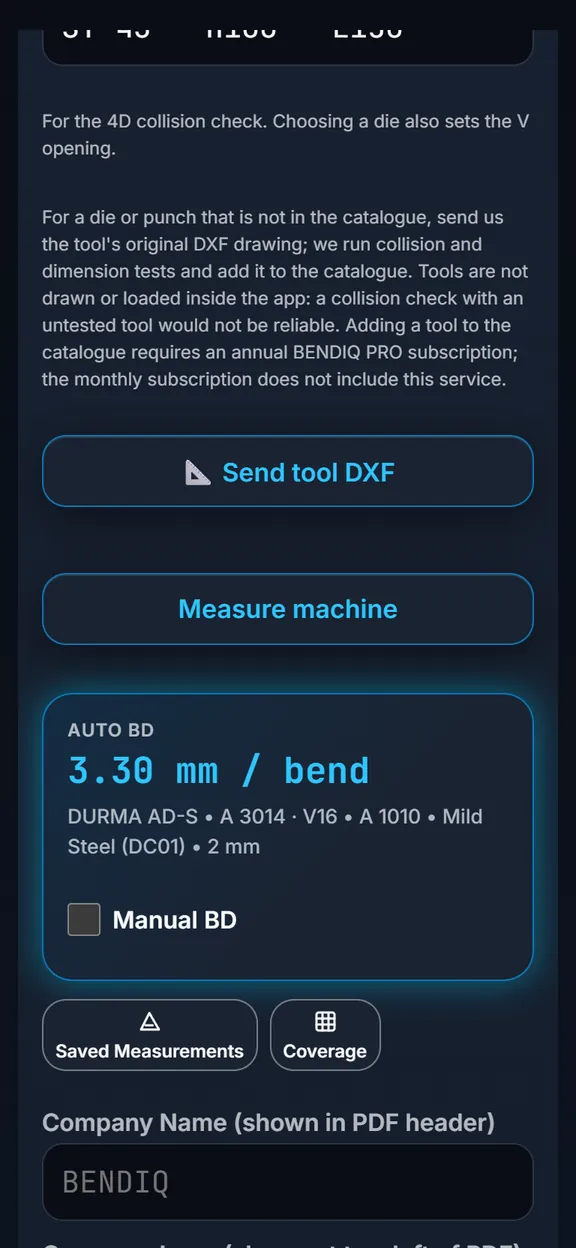 For the 4D collision check. Choosing a die also sets the V
opening.
For a die or punch that is not in the catalogue, send us
the tool's original DXF drawing; we run collision and
dimension tests and add it to the catalogue. Tools are not
drawn or loaded inside the app: a collision check with an
untested tool would not be reliable. Adding a tool to the
catalogue requires an annual BENDIQ PRO subscription;
the monthly subscription does not include this service.
Send tool DXF
Measure machine
AUTO BD
3.30 mm / bend
DURMA AD-S • A 3014 · V16 • A 1010 • Mild
Steel (DC01) • 2 mm
Manual BD
Saved Measurements
Coverage
Company Name (shown in PDF header)
BENDIQ